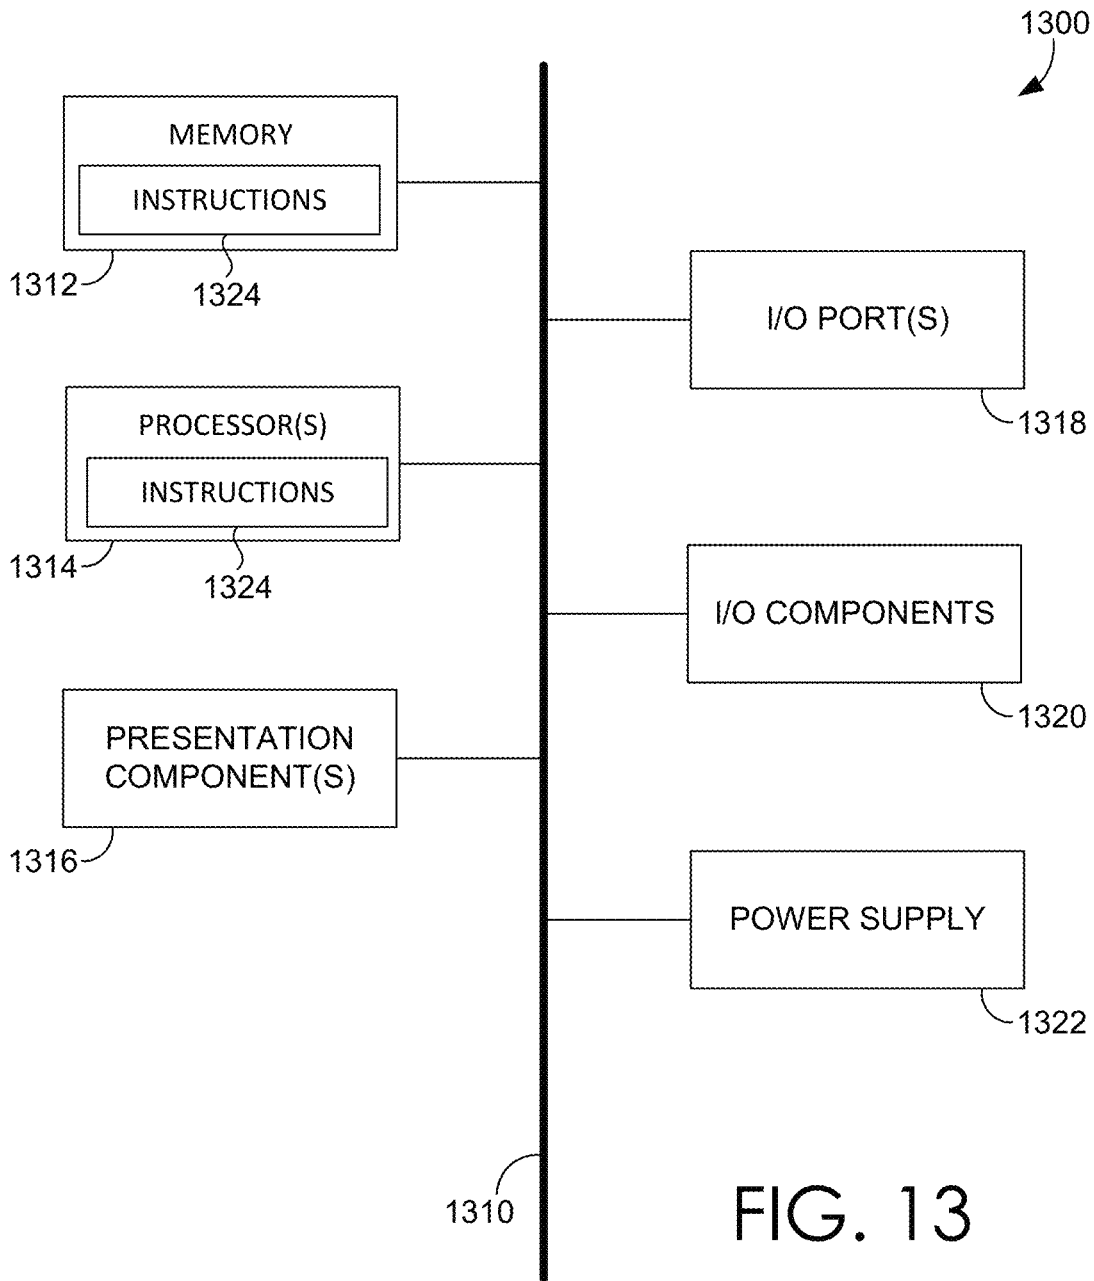 1300
MEMORY
INSTRUCTIONS
1312
1324
I/O PORT(S)
1318
PROCESSOR(S)
INSTRUCTIONS
1314
1324
I/O COMPONENTS
1320
PRESENTATION
COMPONENT(S)
1316
POWER SUPPLY
1322
1310
FIG. 13